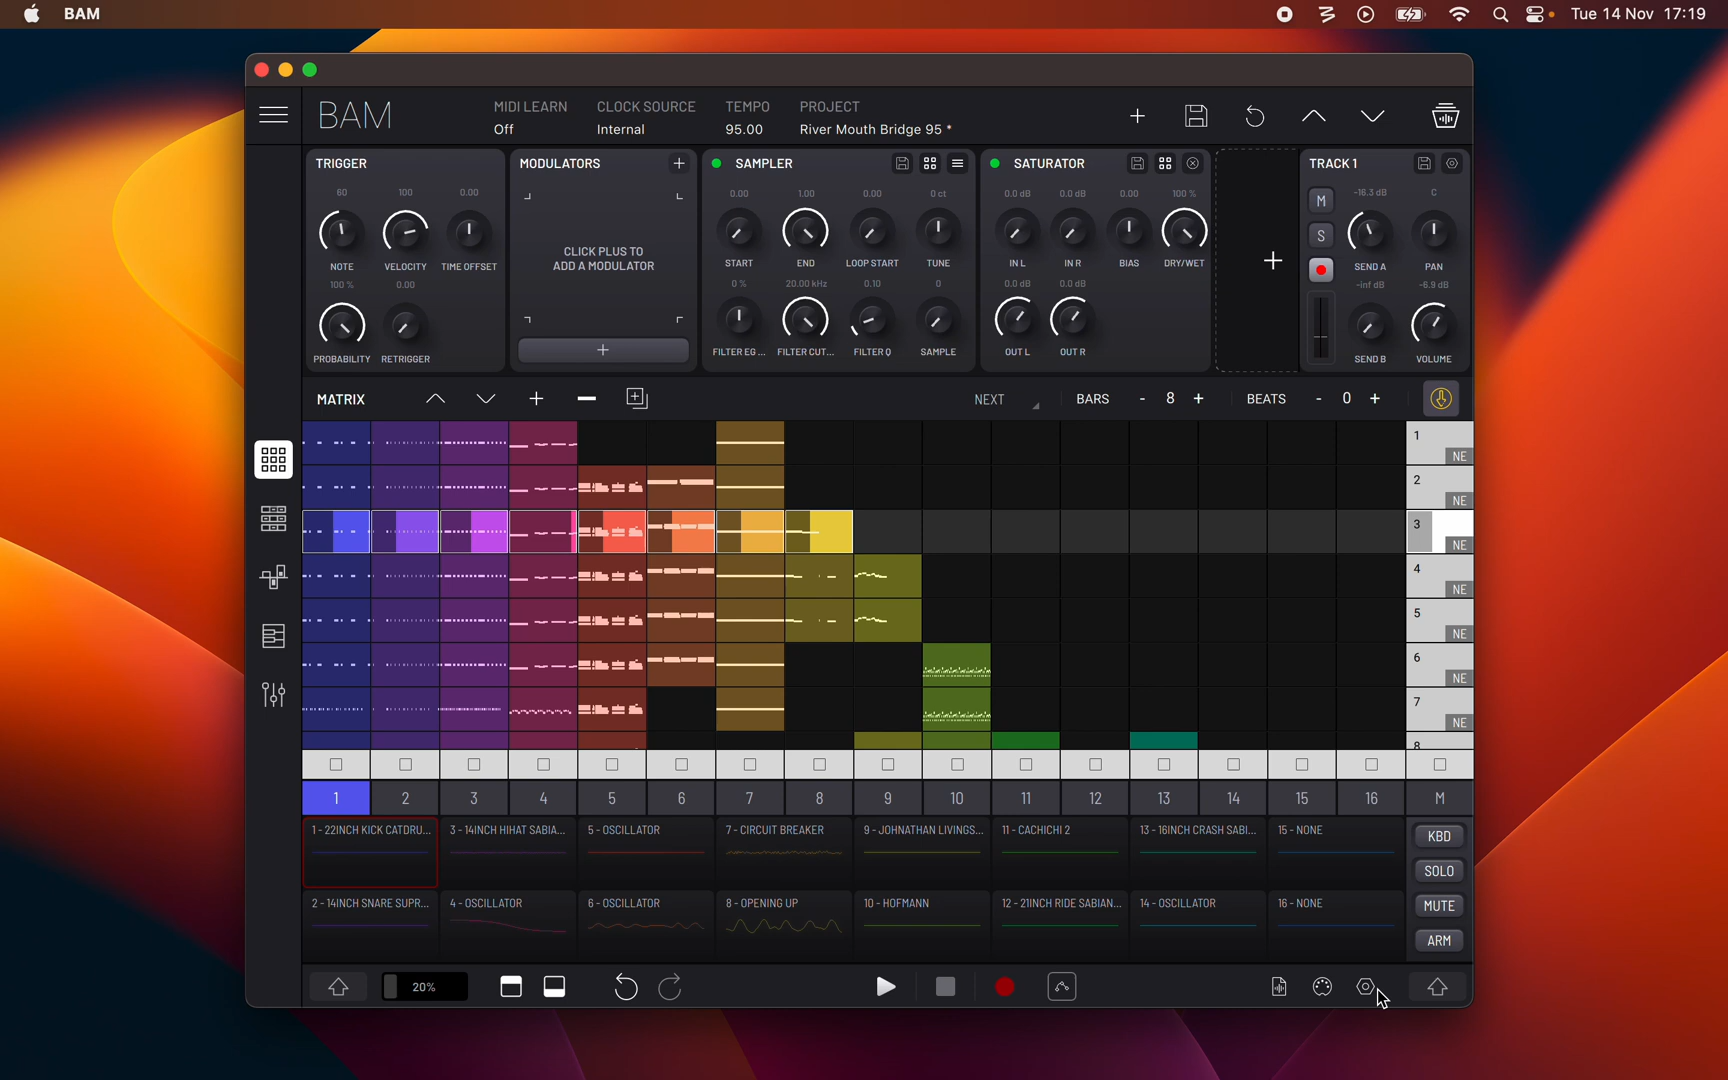 BAM
Tue 14 Nov 17:19
BAM
MIDI LEARN
Off
CLOCK SOURCE
Internal
TEMPO
95.00
PROJECT
River Mouth Bridge 95 *
TRIGGER
60 100 0.00
NOTE VELOCITY TIME OFFSET
100 % 0.00
PROBABILITY RETRIGGER
MODULATORS
CLICK PLUS TO
ADD A MODULATOR
SAMPLER
0.00 1.00 0.00 0 ct
START END LOOP START TUNE
0 % 20.00 kHz 0.10 0
FILTER EG ... FILTER CUT... FILTER Q SAMPLE
SATURATOR
0.0 dB 0.0 dB 0.00 100 %
IN L IN R BIAS DRY/WET
0.0 dB 0.0 dB
OUT L OUT R
TRACK 1
M -16.3 dB C
S
SEND A PAN
-inf dB -6.9 dB
SEND B VOLUME
MATRIX
NEXT BARS - 8 + BEATS - 0 +
1 NE
2 NE
3 NE
4 NE
5 NE
6 NE
7 NE
8
1 2 3 4 5 6 7 8 9 10 11 12 13 14 15 16 M
1 - 22INCH KICK CATDRU... 3 - 14INCH HIHAT SABIA... 5 - OSCILLATOR 7 - CIRCUIT BREAKER 9 - JOHNATHAN LIVINGS... 11 - CACHICHI 2 13 - 16INCH CRASH SABI... 15 - NONE
KBD
SOLO
2 - 14INCH SNARE SUPR... 4 - OSCILLATOR 6 - OSCILLATOR 8 - OPENING UP 10 - HOFMANN 12 - 21INCH RIDE SABIAN... 14 - OSCILLATOR 16 - NONE
MUTE
ARM
20%